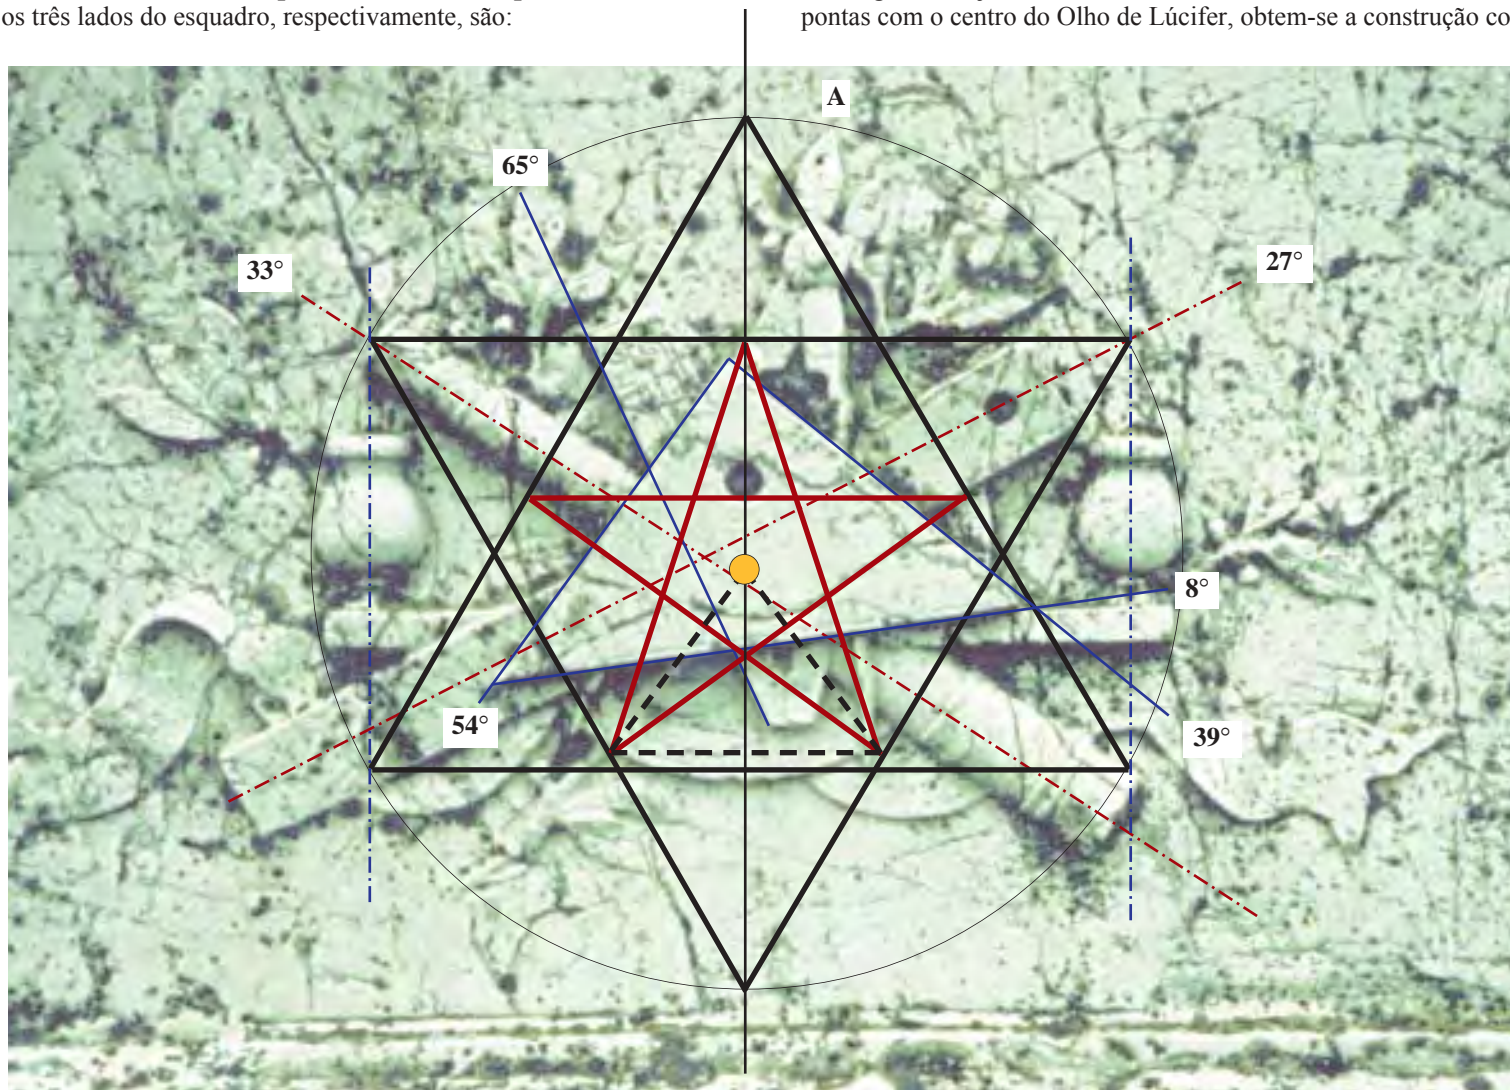 os três lados do esquadro, respectivamente, são:
pontas com o centro do Olho de Lúcifer, obtem-se a construção co
A
65°
33°
27°
8°
54°
39°